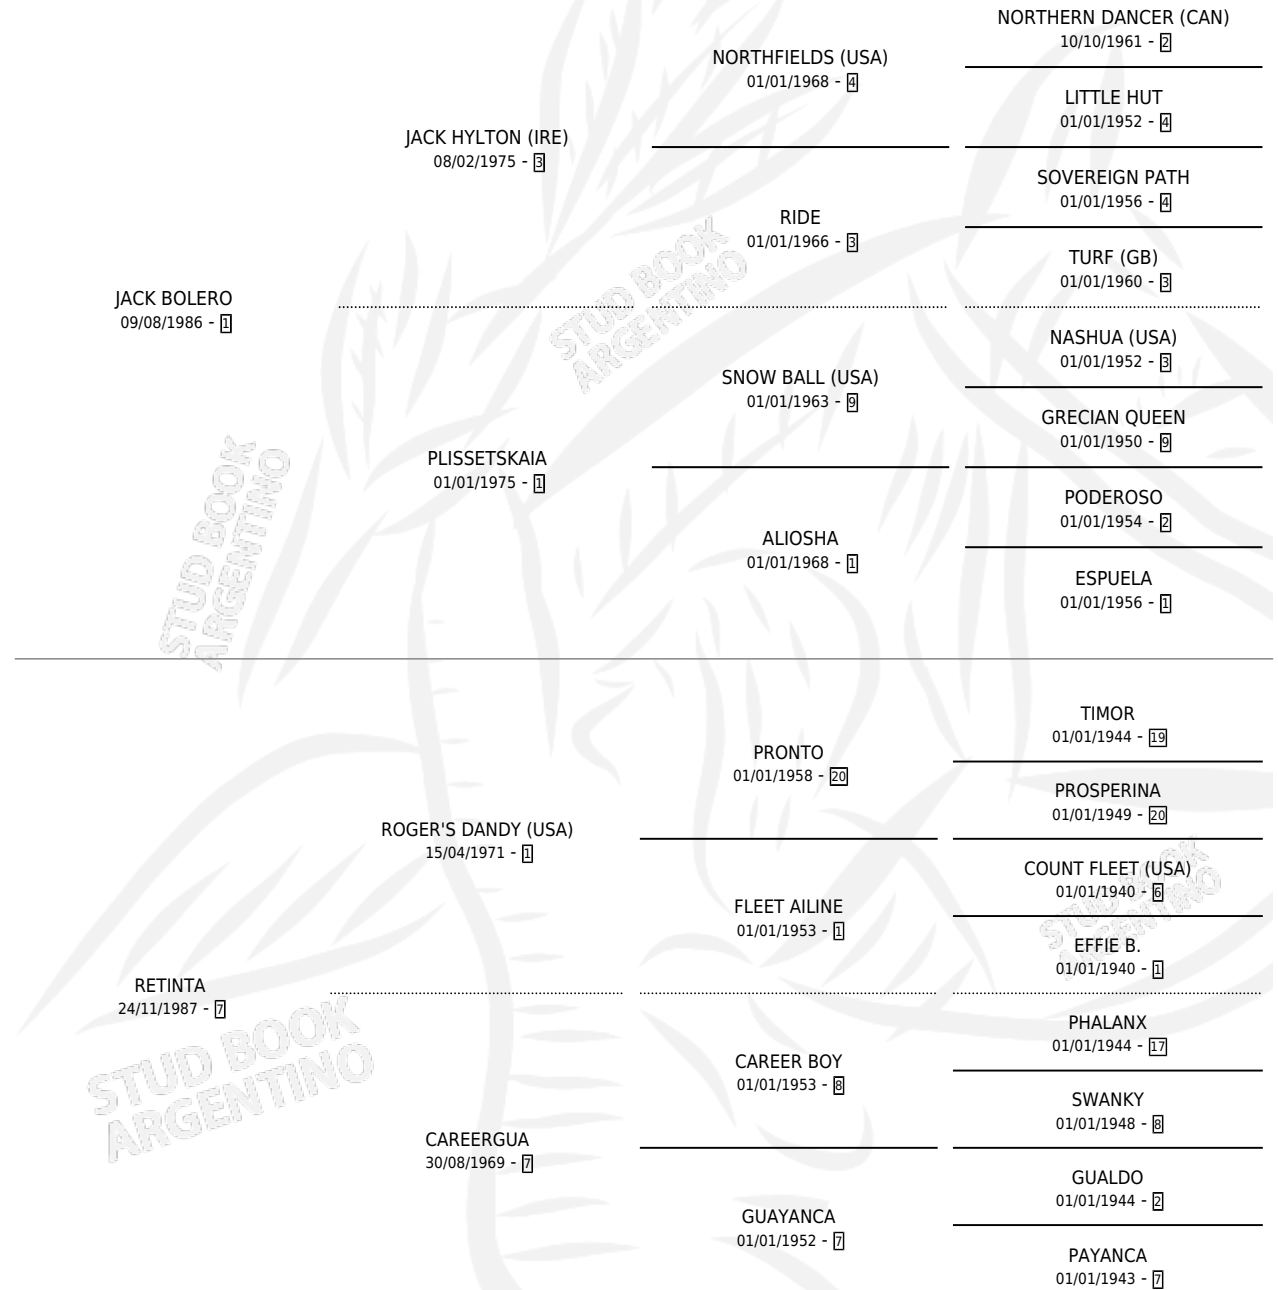 NORTHERN DANCER (CAN)
10/10/1961 - 2
NORTHFIELDS (USA)
01/01/1968 - 4
LITTLE HUT
01/01/1952 - 4
JACK HYLTON (IRE)
08/02/1975 - 3
SOVEREIGN PATH
01/01/1956 - 4
RIDE
01/01/1966 - 3
TURF (GB)
01/01/1960 - 3
JACK BOLERO
09/08/1986 - 1
NASHUA (USA)
01/01/1952 - 3
SNOW BALL (USA)
01/01/1963 - 9
GRECIAN QUEEN
01/01/1950 - 9
PLISSETSKAIA
01/01/1975 - 1
PODEROSO
01/01/1954 - 2
ALIOSHA
01/01/1968 - 1
ESPUELA
01/01/1956 - 1
STUD BOOK
ARGENTINO
STUD BOOK
ARGENTINO
TIMOR
01/01/1944 - 19
PRONTO
01/01/1958 - 20
PROSPERINA
01/01/1949 - 20
ROGER'S DANDY (USA)
15/04/1971 - 1
COUNT FLEET (USA)
01/01/1940 - 6
FLEET AILINE
01/01/1953 - 1
EFFIE B.
01/01/1940 - 1
STUD BOOK
ARGENTINO
RETINTA
24/11/1987 - 7
PHALANX
01/01/1944 - 17
CAREER BOY
01/01/1953 - 8
SWANKY
01/01/1948 - 8
STUD BOOK
ARGENTINO
CAREERGUA
30/08/1969 - 7
GUALDO
01/01/1944 - 2
GUAYANCA
01/01/1952 - 7
PAYANCA
01/01/1943 - 7